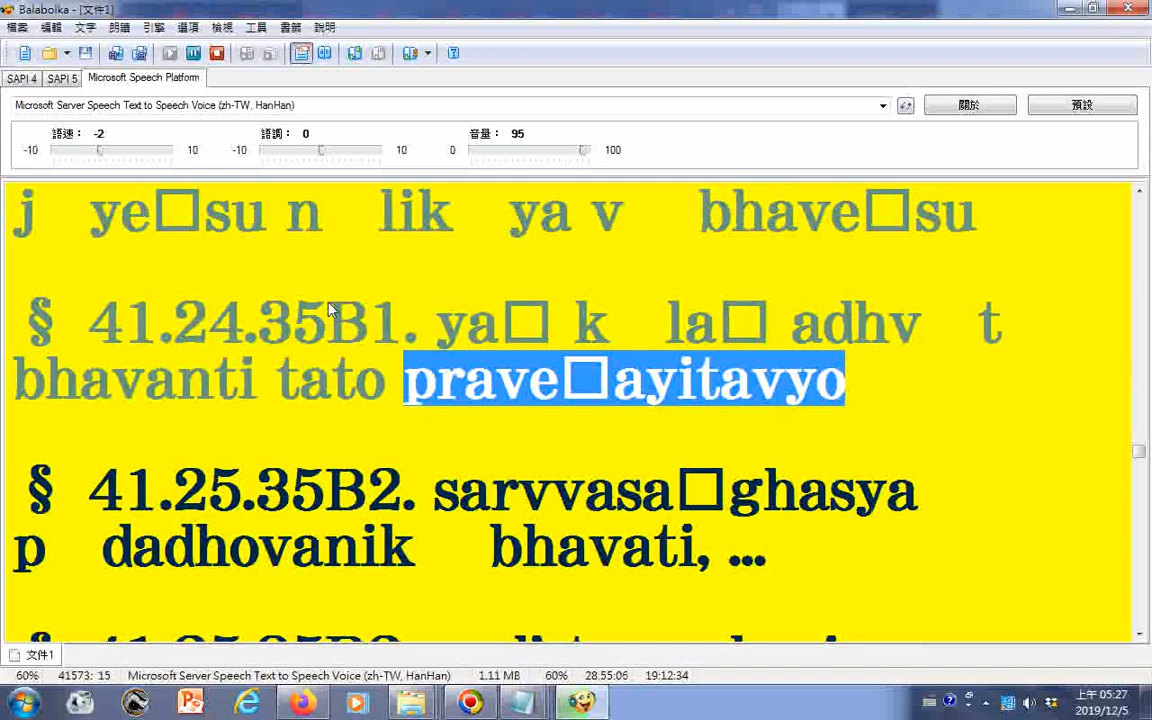 Balabolka - [文件1]
檔案 編輯 文字 朗讀 引擎 選項 檢視 工具 書籤 說明
SAPI 4 SAPI 5 Microsoft Speech Platform
Microsoft Server Speech Text to Speech Voice (zh-TW, HanHan) 關於 預設
語速： -2 語調： 0 音量： 95
-10 10 -10 10 0 100
j ye□su n lik ya v bhave□su
§ 41.24.35B1. ya□ k la□ adhv t
bhavanti tato prave□ayitavyo
§ 41.25.35B2. sarvvasa□ghasya
p dadhovanik bhavati, ...
文件1
60% 41573: 15 Microsoft Server Speech Text to Speech Voice (zh-TW, HanHan) 1.11 MB 60% 28:55:06 19:12:34
上午 05:27
2019/12/5